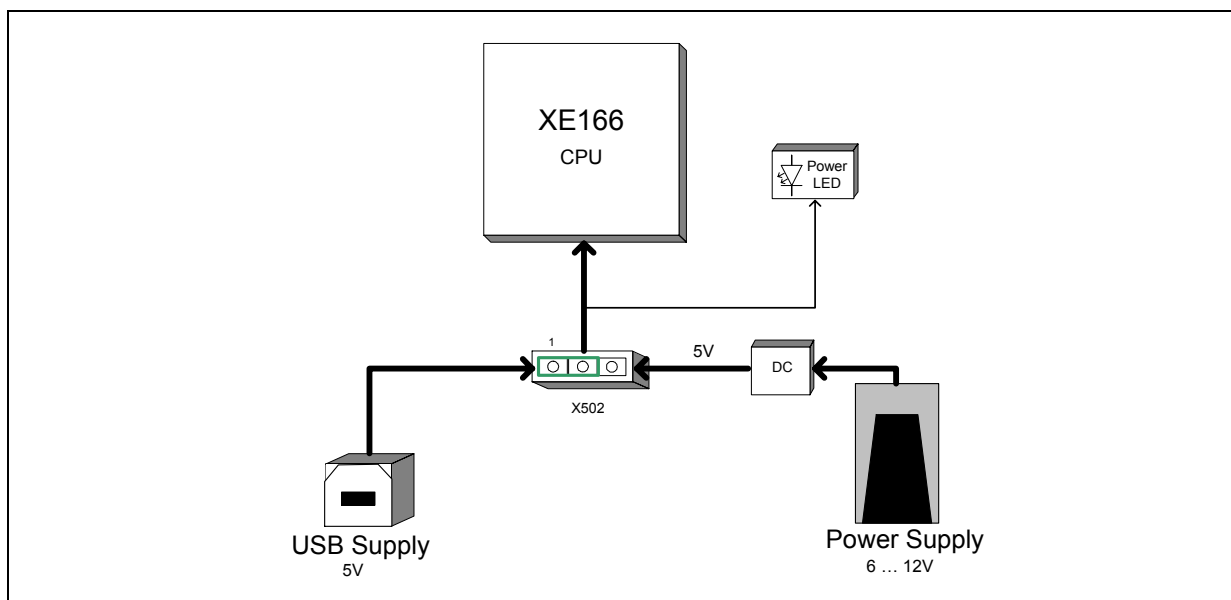 XE166
CPU
Power
LED
1
5V
DC
X502
USB Supply
5V
Power Supply
6 … 12V